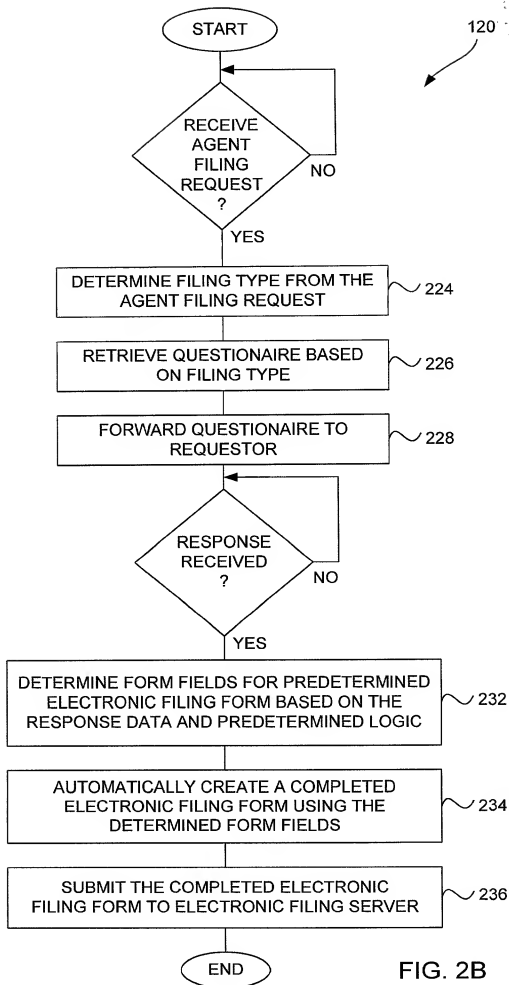 START
120
RECEIVE
AGENT
FILING
REQUEST
?
NO
YES
DETERMINE FILING TYPE FROM THE
AGENT FILING REQUEST
224
RETRIEVE QUESTIONAIRE BASED
ON FILING TYPE
226
FORWARD QUESTIONAIRE TO
REQUESTOR
228
RESPONSE
RECEIVED
?
NO
YES
DETERMINE FORM FIELDS FOR PREDETERMINED
ELECTRONIC FILING FORM BASED ON THE
RESPONSE DATA AND PREDETERMINED LOGIC
232
AUTOMATICALLY CREATE A COMPLETED
ELECTRONIC FILING FORM USING THE
DETERMINED FORM FIELDS
234
SUBMIT THE COMPLETED ELECTRONIC
FILING FORM TO ELECTRONIC FILING SERVER
236
END
FIG. 2B